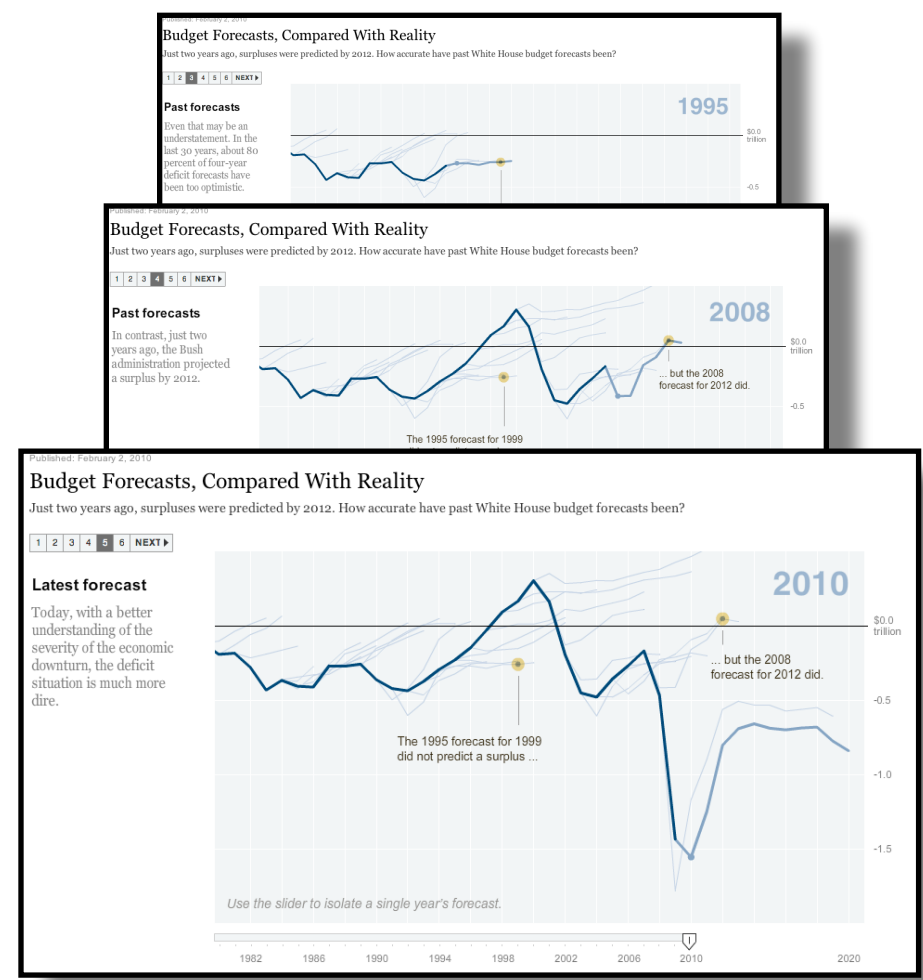 Published: February 2, 2010
Budget Forecasts, Compared With Reality
Just two years ago, surpluses were predicted by 2012. How accurate have past White House budget forecasts been?
1 2 3 4 5 6 NEXT
Past forecasts
Even that may be an
understatement. In the
last 30 years, about 80
percent of four-year
deficit forecasts have
been too optimistic.
1995
$0.0
trillion
-0.5
Published: February 2, 2010
Budget Forecasts, Compared With Reality
Just two years ago, surpluses were predicted by 2012. How accurate have past White House budget forecasts been?
1 2 3 4 5 6 NEXT
Past forecasts
In contrast, just two
years ago, the Bush
administration projected
a surplus by 2012.
2008
$0.0
trillion
... but the 2008
forecast for 2012 did.
-0.5
The 1995 forecast for 1999
Published: February 2, 2010
Budget Forecasts, Compared With Reality
Just two years ago, surpluses were predicted by 2012. How accurate have past White House budget forecasts been?
1 2 3 4 5 6 NEXT
Latest forecast
Today, with a better
understanding of the
severity of the economic
downturn, the deficit
situation is much more
dire.
2010
$0.0
trillion
... but the 2008
forecast for 2012 did.
-0.5
The 1995 forecast for 1999
did not predict a surplus ...
-1.0
-1.5
Use the slider to isolate a single year's forecast.
1982 1986 1990 1994 1998 2002 2006 2010 2020